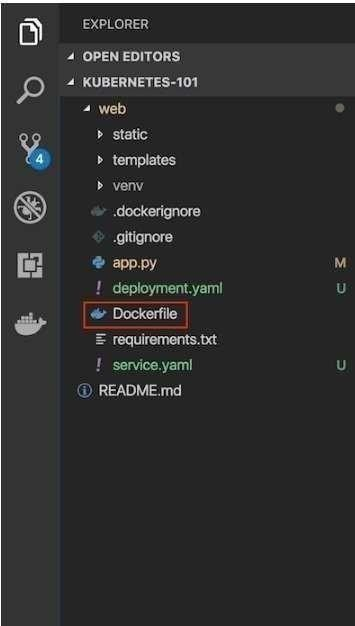 EXPLORER
OPEN EDITORS
KUBERNETES-101
web
static
templates
venv
.dockerignore
.gitignore
app.py M
deployment.yaml U
Dockerfile
requirements.txt
service.yaml U
README.md
4